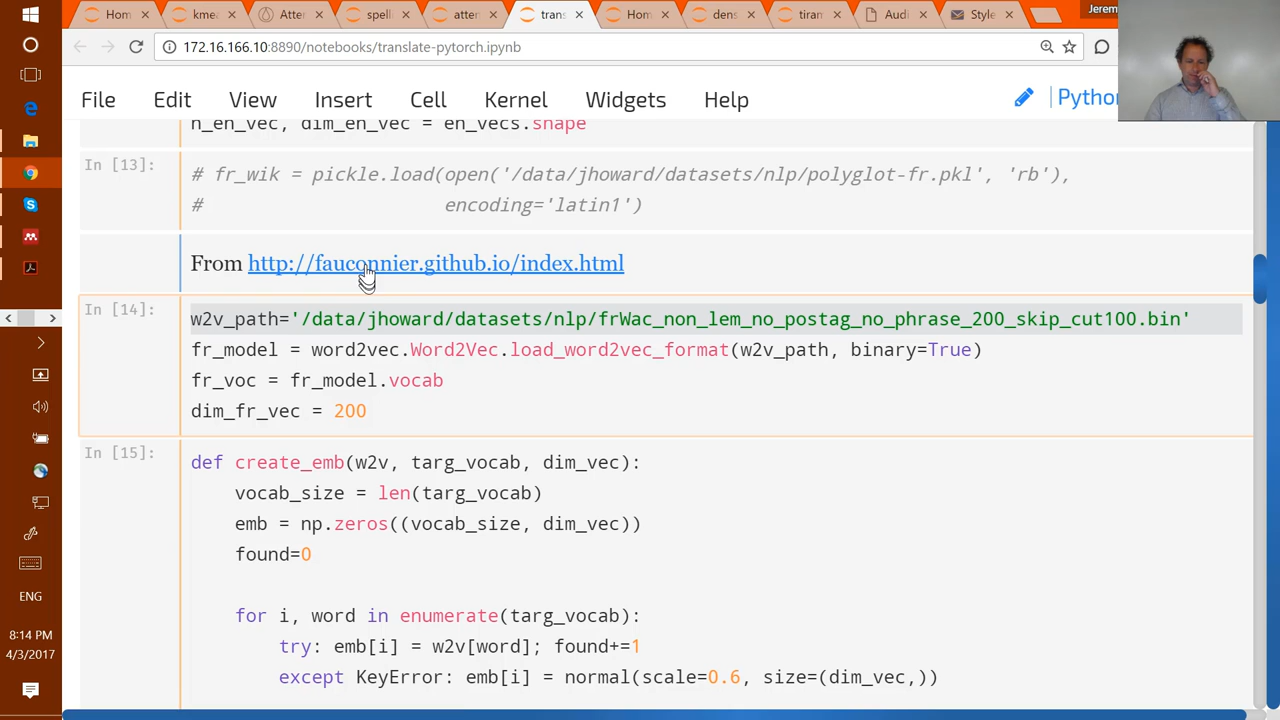 Hom
kmea
Atten
spell
atten
trans
Hom
dens
tiram
Audi
Style
Jerem
172.16.166.10:8890/notebooks/translate-pytorch.ipynb
File Edit View Insert Cell Kernel Widgets Help
Python
n_en_vec, dim_en_vec = en_vecs.shape
In [13]:
# fr_wik = pickle.load(open('/data/jhoward/datasets/nlp/polyglot-fr.pkl', 'rb'),
# encoding='latin1')
From http://fauconnier.github.io/index.html
In [14]:
w2v_path='/data/jhoward/datasets/nlp/frWac_non_lem_no_postag_no_phrase_200_skip_cut100.bin'
fr_model = word2vec.Word2Vec.load_word2vec_format(w2v_path, binary=True)
fr_voc = fr_model.vocab
dim_fr_vec = 200
In [15]:
def create_emb(w2v, targ_vocab, dim_vec):
vocab_size = len(targ_vocab)
emb = np.zeros((vocab_size, dim_vec))
found=0
for i, word in enumerate(targ_vocab):
try: emb[i] = w2v[word]; found+=1
except KeyError: emb[i] = normal(scale=0.6, size=(dim_vec,))
ENG
8:14 PM
4/3/2017